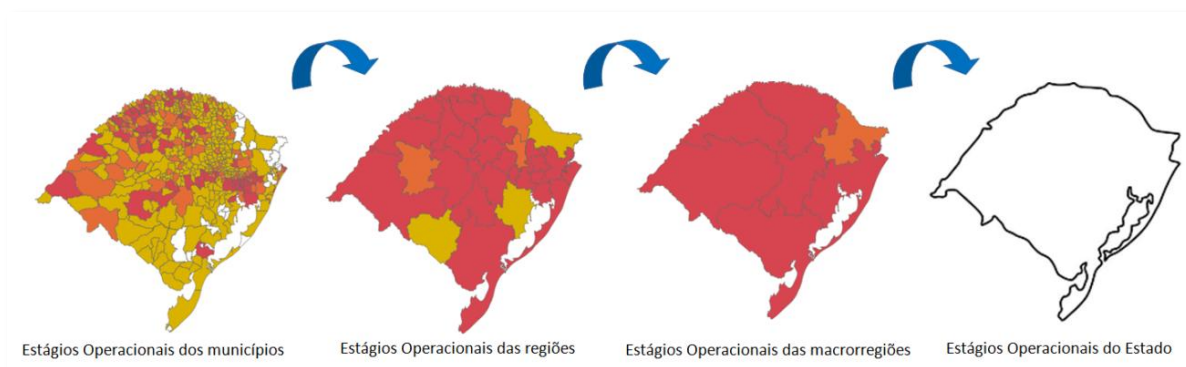 Estágios Operacionais dos municípios
Estágios Operacionais das regiões
Estágios Operacionais das macrorregiões
Estágios Operacionais do Estado